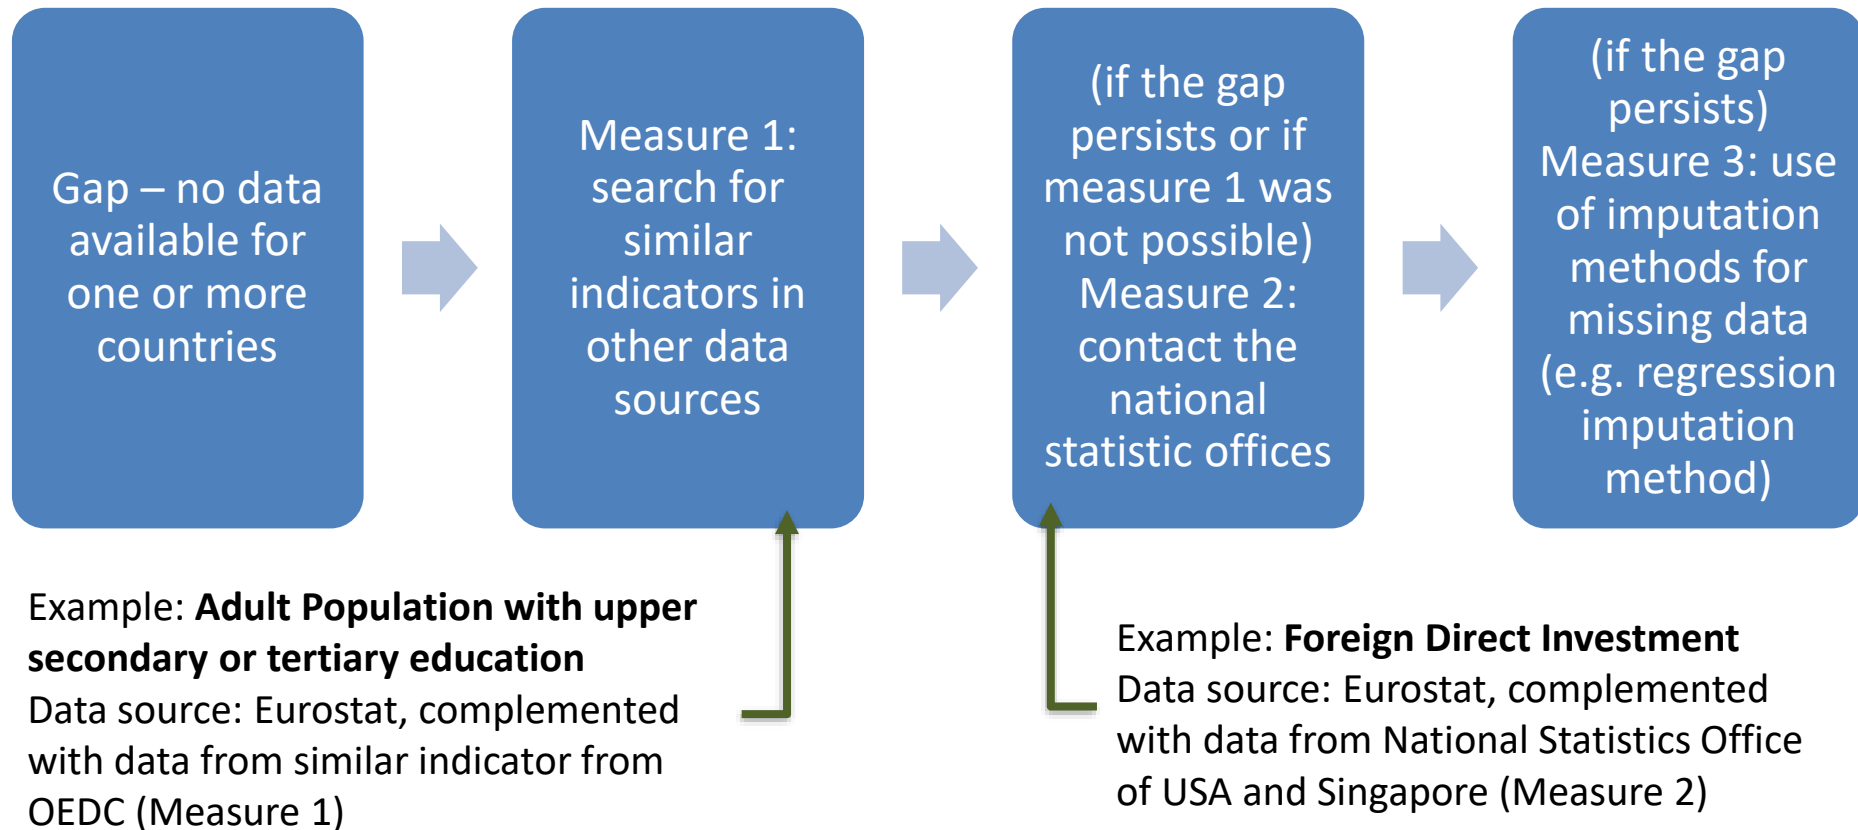 Gap – no data
available for
one or more
countries
Measure 1:
search for
similar
indicators in
other data
sources
(if the gap
persists or if
measure 1 was
not possible)
Measure 2:
contact the
national
statistic offices
(if the gap
persists)
Measure 3: use
of imputation
methods for
missing data
(e.g. regression
imputation
method)
Example: Adult Population with upper
secondary or tertiary education
Data source: Eurostat, complemented
with data from similar indicator from
OEDC (Measure 1)
Example: Foreign Direct Investment
Data source: Eurostat, complemented
with data from National Statistics Office
of USA and Singapore (Measure 2)